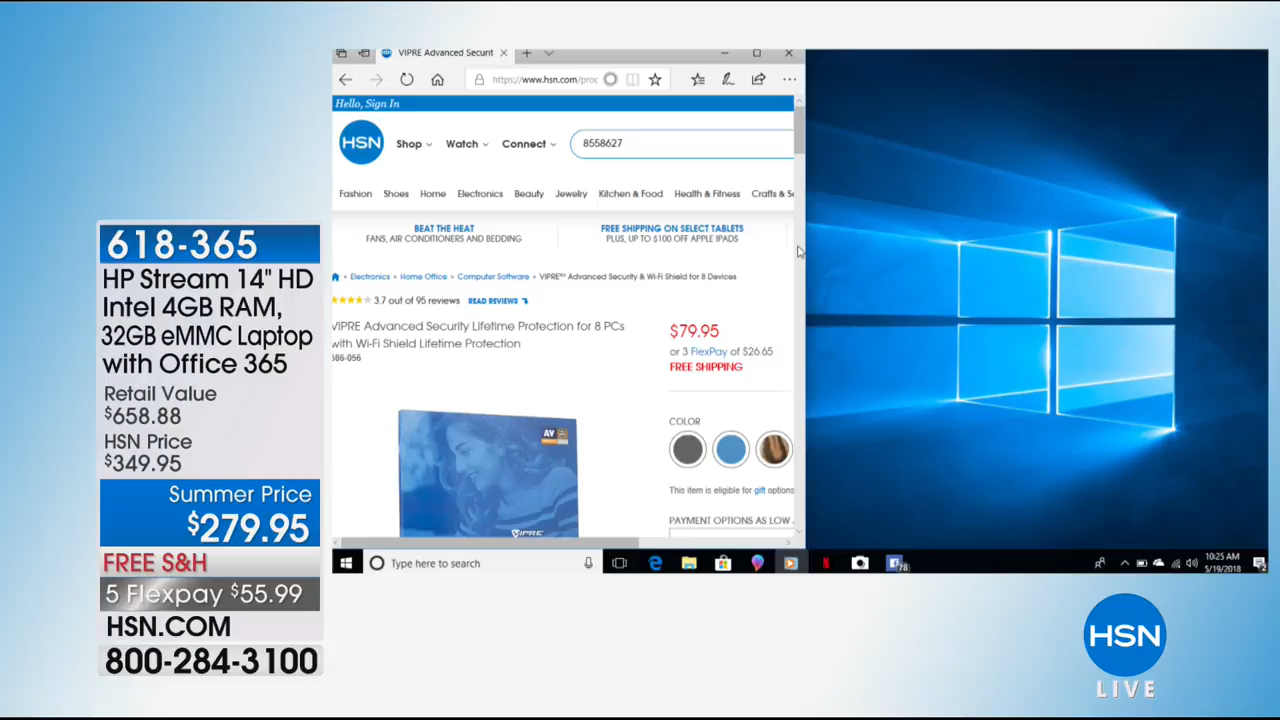 618-365
HP Stream 14" HD
Intel 4GB RAM,
32GB eMMC Laptop
with Office 365
Retail Value
$658.88
HSN Price
$349.95
Summer Price
$279.95
FREE S&H
5 Flexpay $55.99
HSN.COM
800-284-3100
VIPRE Advanced Securit
https://www.hsn.com/proc
Hello, Sign In
HSN
Shop
Watch
Connect
8558627
Fashion
Shoes
Home
Electronics
Beauty
Jewelry
Kitchen & Food
Health & Fitness
Crafts & Se
BEAT THE HEAT
FANS, AIR CONDITIONERS AND BEDDING
FREE SHIPPING ON SELECT TABLETS
PLUS, UP TO $100 OFF APPLE IPADS
Electronics > Home Office > Computer Software > VIPRE™ Advanced Security & Wi-Fi Shield for 8 Devices
3.7 out of 95 reviews READ REVIEWS
VIPRE Advanced Security Lifetime Protection for 8 PCs
with Wi-Fi Shield Lifetime Protection
686-056
$79.95
or 3 FlexPay of $26.65
FREE SHIPPING
COLOR
This item is eligible for gift options
PAYMENT OPTIONS AS LOW A
AV
VIPRE
Type here to search
78
10:25 AM
5/19/2018
2
HSN
LIVE